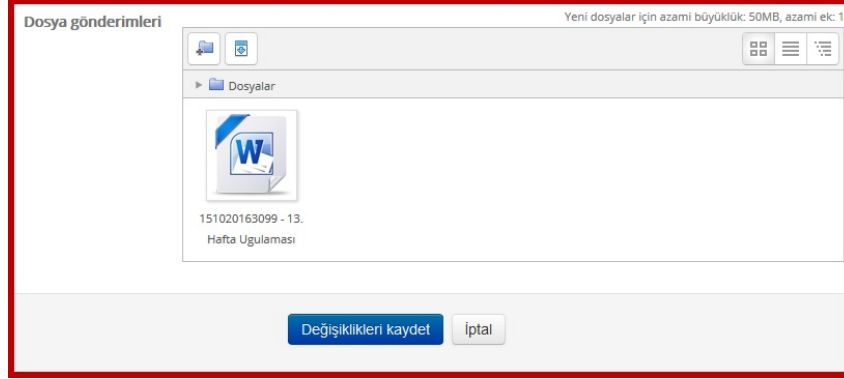 Dosya gönderimleri
Yeni dosyalar için azami büyüklük: 50MB, azami ek: 1
Dosyalar
W
151020163099 - 13.
Hafta Ugulaması
Değişiklikleri kaydet
İptal